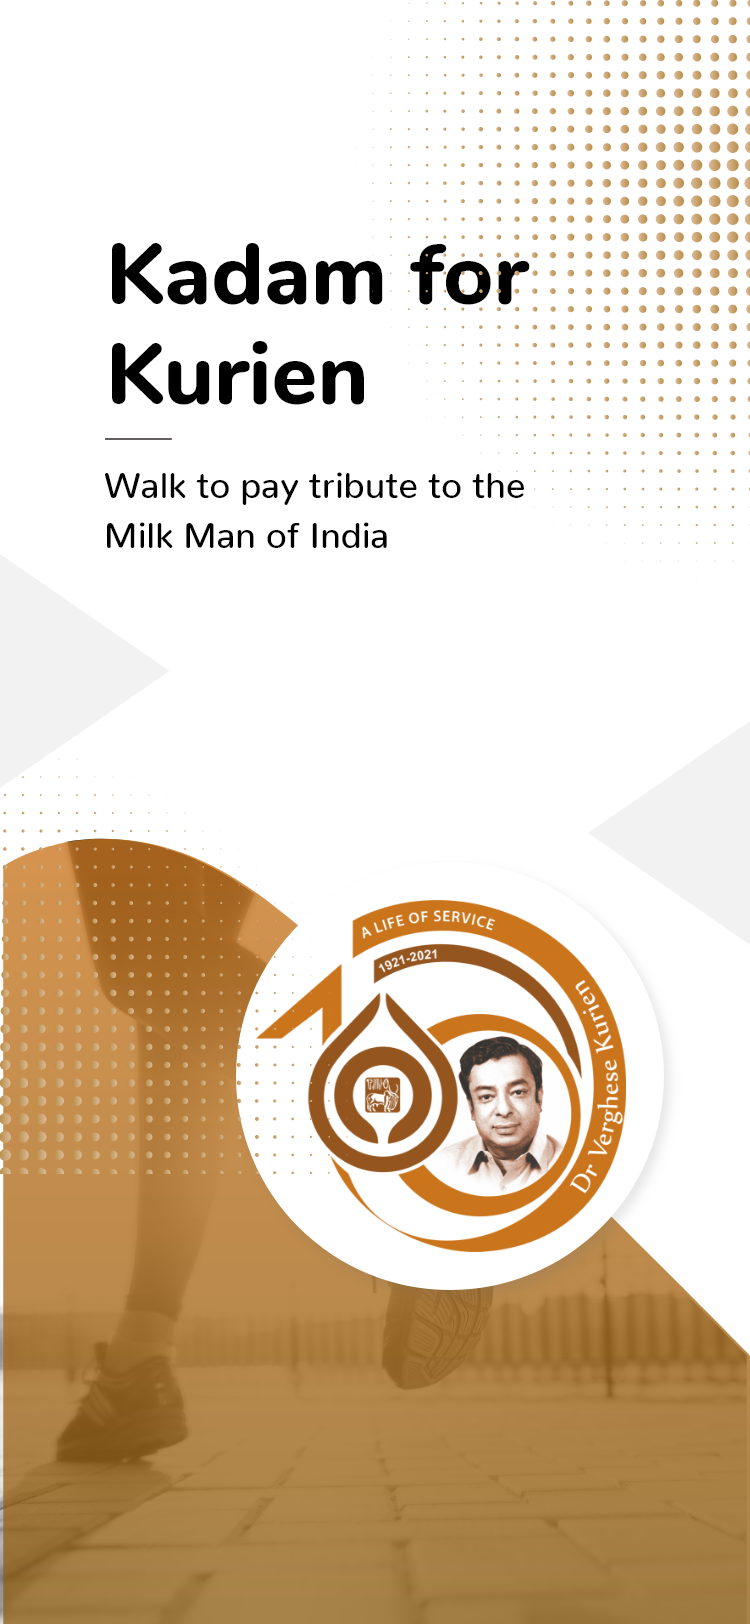 Kadam for
Kurien
Walk to pay tribute to the
Milk Man of India
A LIFE OF SERVICE
1921-2021
Dr Verghese Kurien